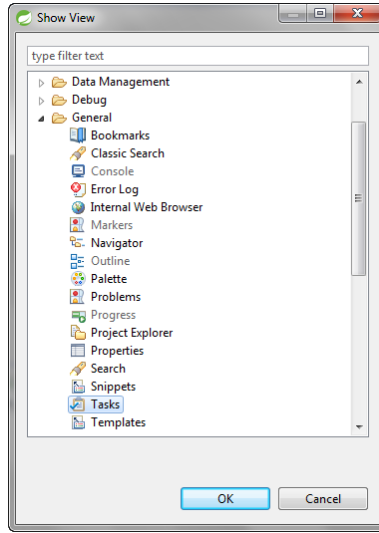 Show View
type filter text
Data Management
Debug
General
Bookmarks
Classic Search
Console
Error Log
Internal Web Browser
Markers
Navigator
Outline
Palette
Problems
Progress
Project Explorer
Properties
Search
Snippets
Tasks
Templates
OK Cancel